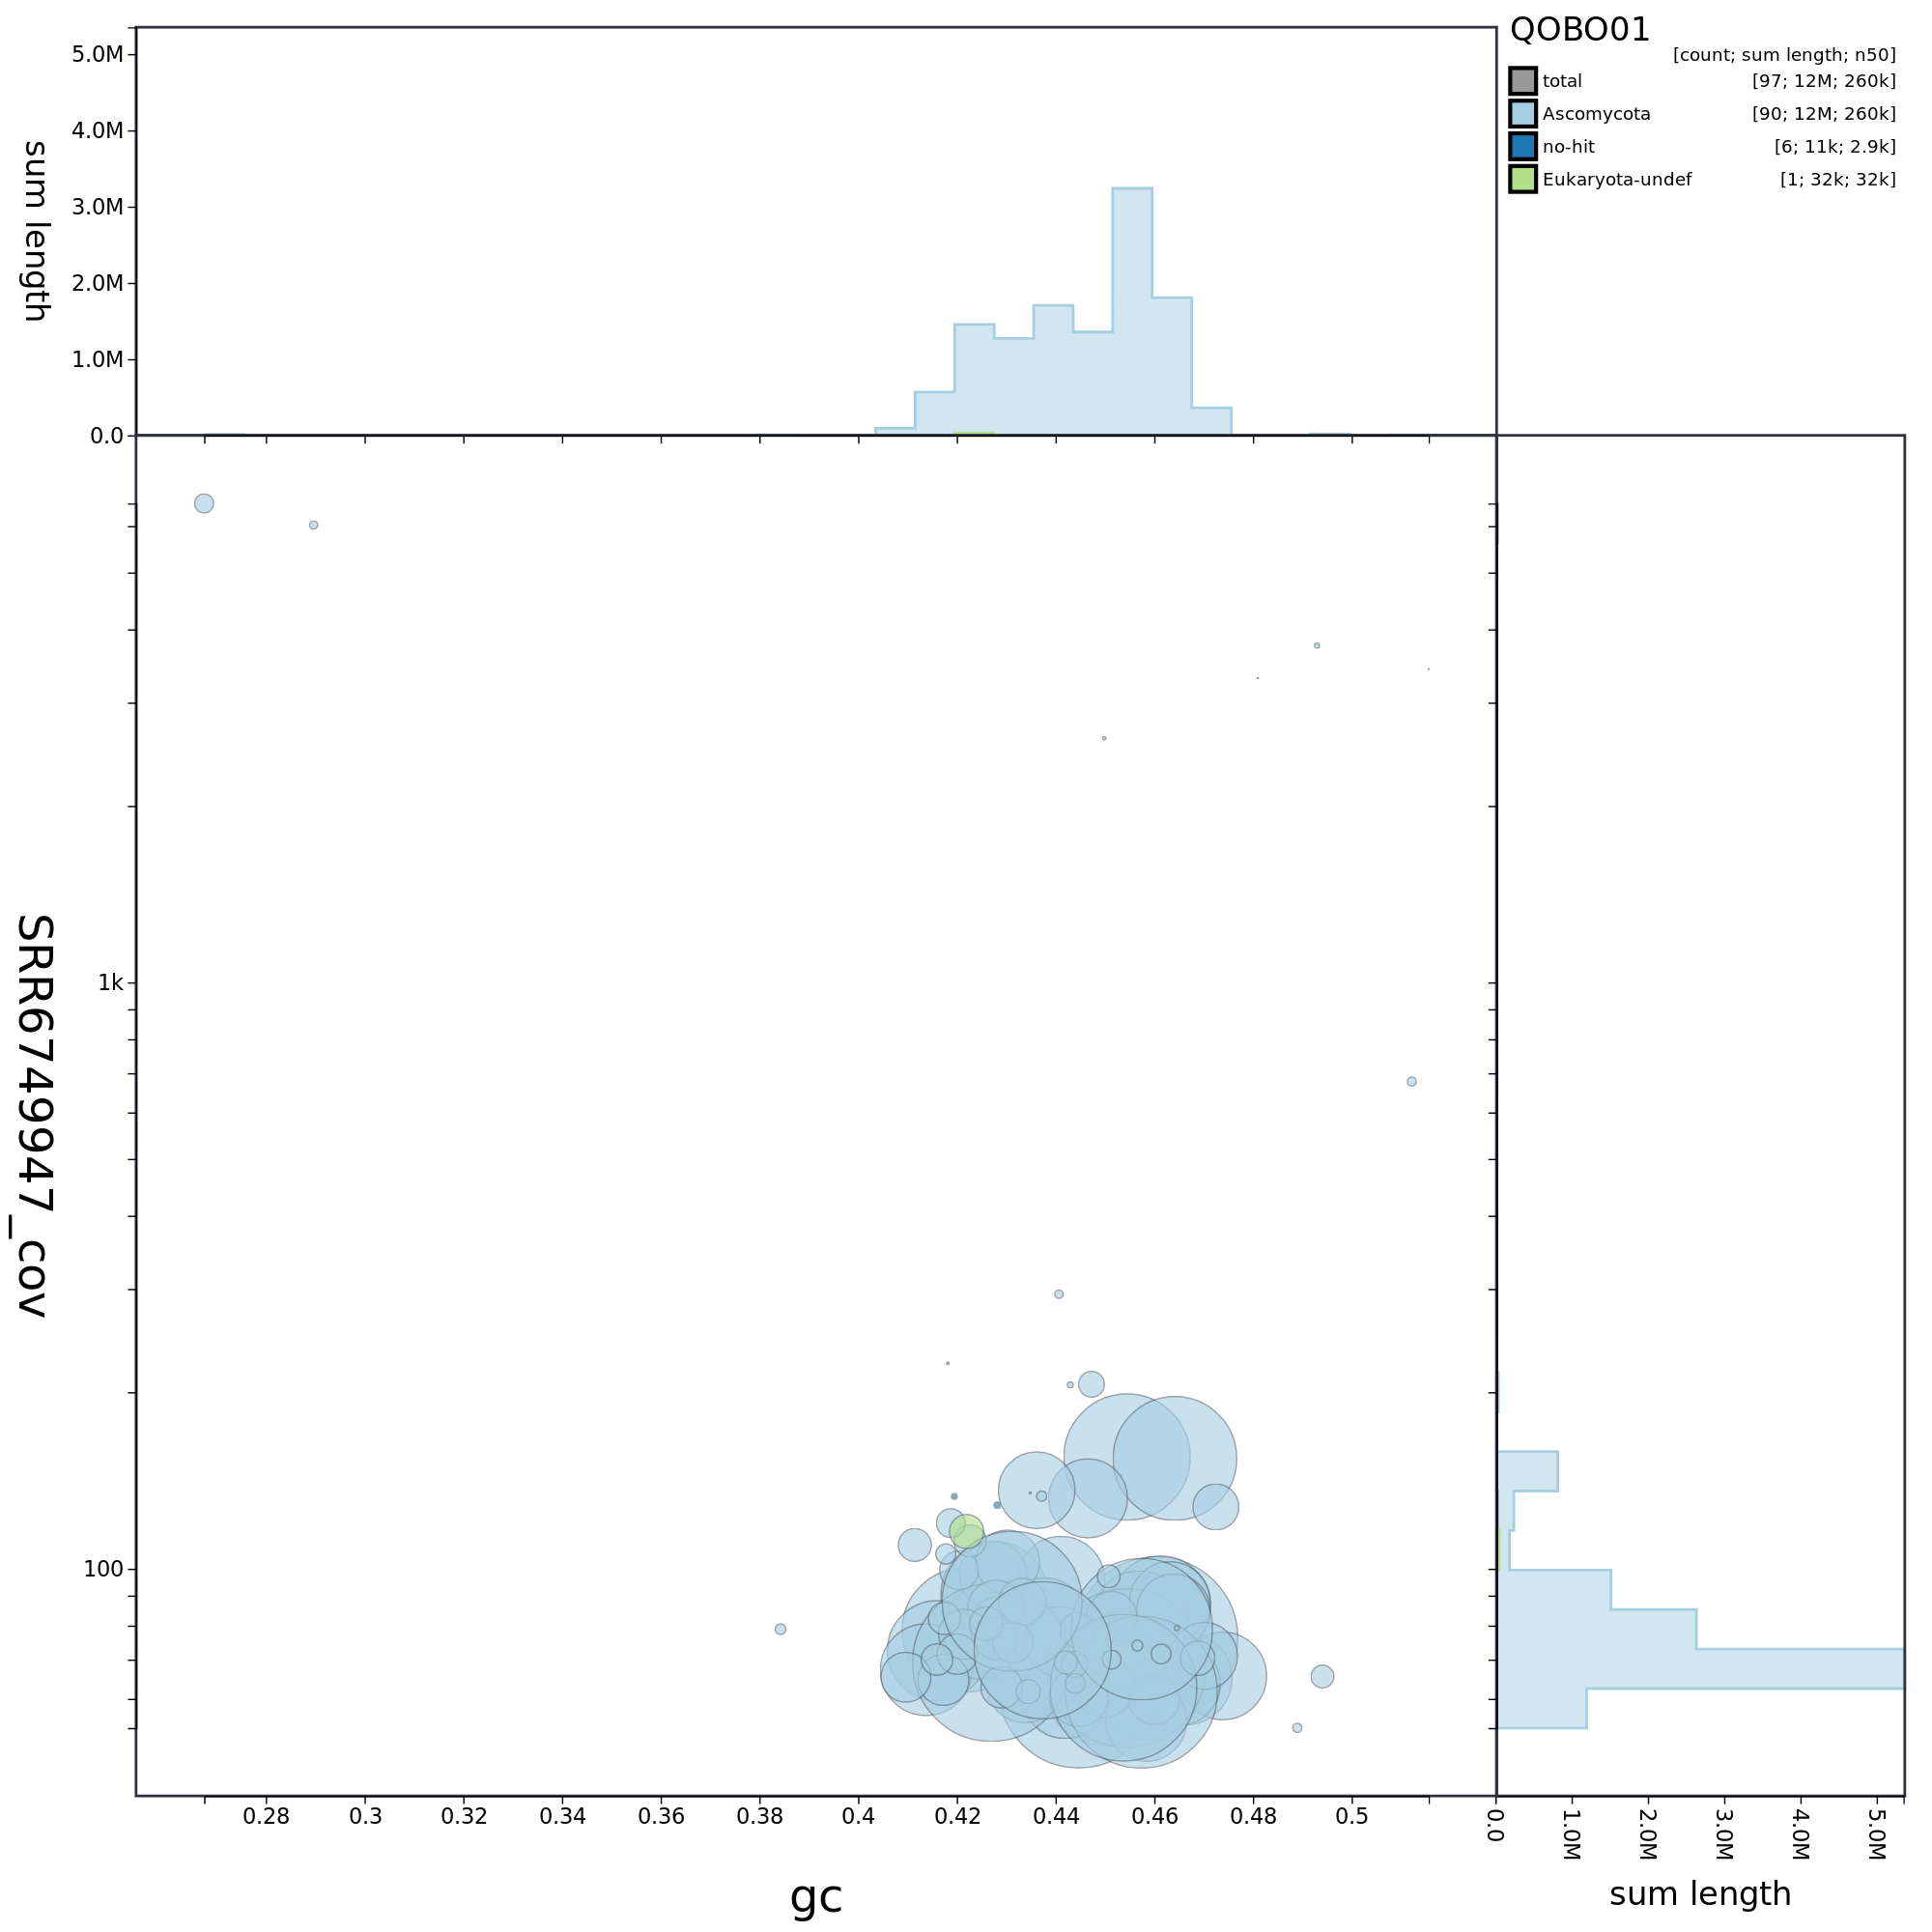 QOBO01
[count; sum length; n50]
total [97; 12M; 260k]
Ascomycota [90; 12M; 260k]
no-hit [6; 11k; 2.9k]
Eukaryota-undef [1; 32k; 32k]
sum length
5.0M
4.0M
3.0M
2.0M
1.0M
0.0
SRR6749947_cov
1k
100
0.28 0.3 0.32 0.34 0.36 0.38 0.4 0.42 0.44 0.46 0.48 0.5
gc
0.0 1.0M 2.0M 3.0M 4.0M 5.0M
sum length